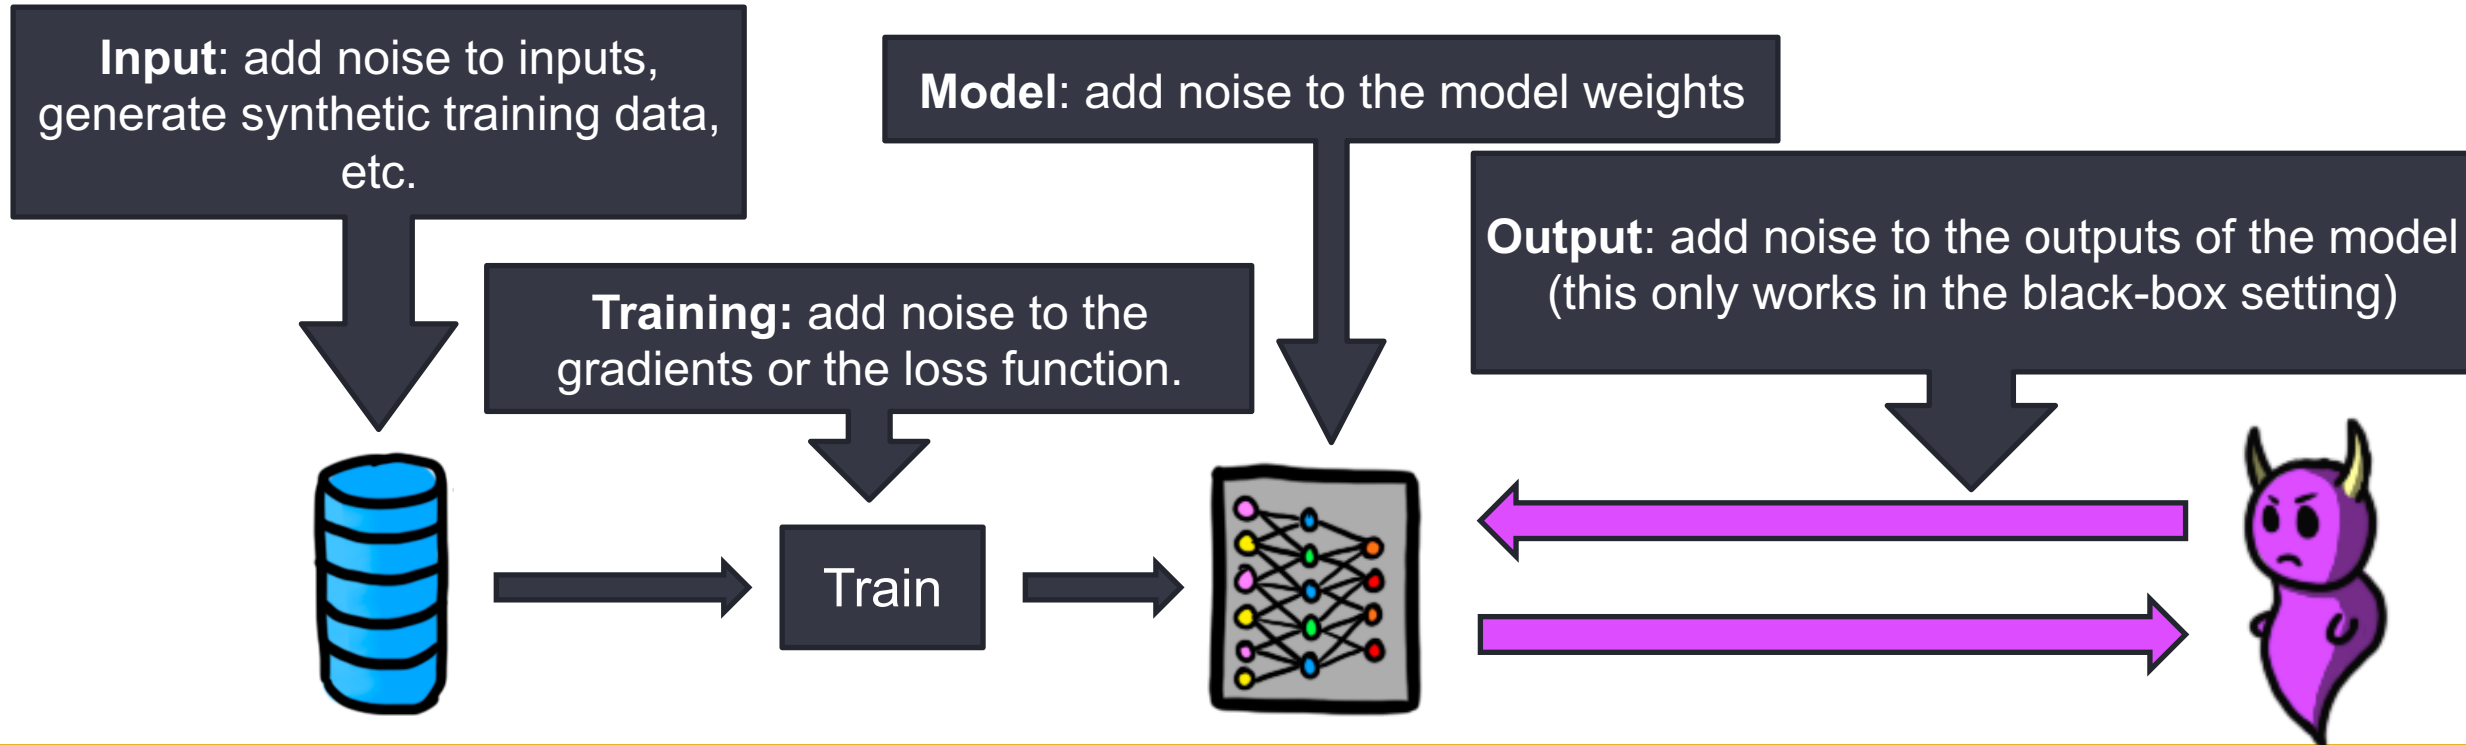 Input: add noise to inputs,
generate synthetic training data,
etc.
Model: add noise to the model weights
Output: add noise to the outputs of the model
(this only works in the black-box setting)
Training: add noise to the
gradients or the loss function.
Train